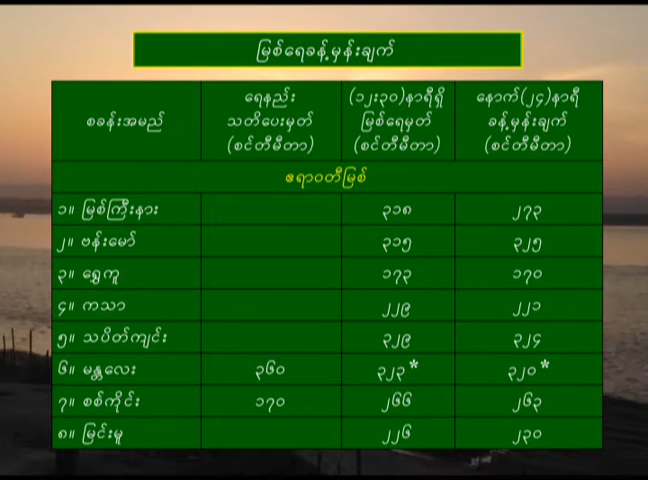 မြစ်ရေခန့်မှန်းချက်
စခန်းအမည် ရေနည်း သတိပေးမှတ် (စင်တီမီတာ) (၁၂း၃၀)နာရီရှိ မြစ်ရေမှတ် (စင်တီမီတာ) နောက်(၂၄)နာရီ ခန့်မှန်းချက် (စင်တီမီတာ)
ဧရာဝတီမြစ်
၁။ မြစ်ကြီးနား ၃၁၈ ၂၇၃
၂။ ဗန်းမော် ၃၁၅ ၃၂၅
၃။ ရွှေကူ ၁၇၃ ၁၇၀
၄။ ကသာ ၂၂၉ ၂၂၁
၅။ သပိတ်ကျင်း ၃၂၉ ၃၂၄
၆။ မန္တလေး ၃၆၀ ၃၂၃* ၃၂၀*
၇။ စစ်ကိုင်း ၁၇၀ ၂၆၆ ၂၆၃
၈။ မြင်းမူ ၂၂၆ ၂၃၀